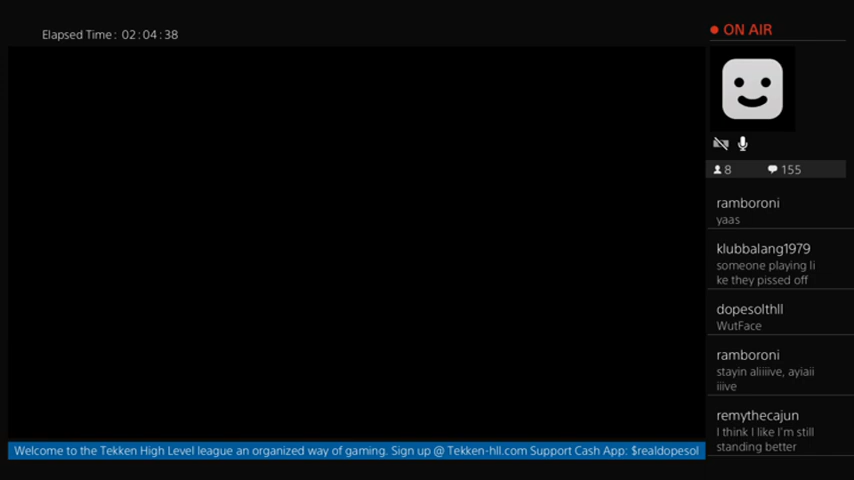 Elapsed Time: 02:04:38
ON AIR
8 155
ramboroni
yaas
klubbalang1979
someone playing li
ke they pissed off
dopesolthll
WutFace
ramboroni
stayin aliiiive, ayiaii
iiive
remythecajun
I think I like I'm still
standing better
Welcome to the Tekken High Level league an organized way of gaming. Sign up @ Tekken-hll.com Support Cash App: $realdopesol